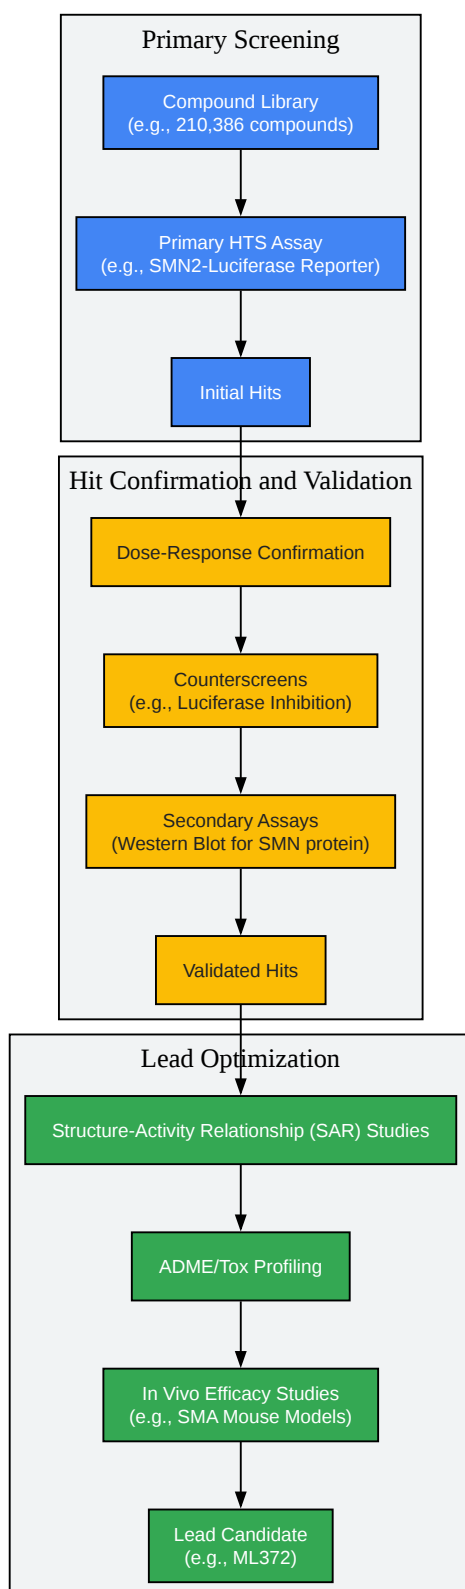 Primary Screening
Compound Library
(e.g., 210,386 compounds)
Primary HTS Assay
(e.g., SMN2-Luciferase Reporter)
Initial Hits
Hit Confirmation and Validation
Dose-Response Confirmation
Counterscreens
(e.g., Luciferase Inhibition)
Secondary Assays
(Western Blot for SMN protein)
Validated Hits
Lead Optimization
Structure-Activity Relationship (SAR) Studies
ADME/Tox Profiling
In Vivo Efficacy Studies
(e.g., SMA Mouse Models)
Lead Candidate
(e.g., ML372)